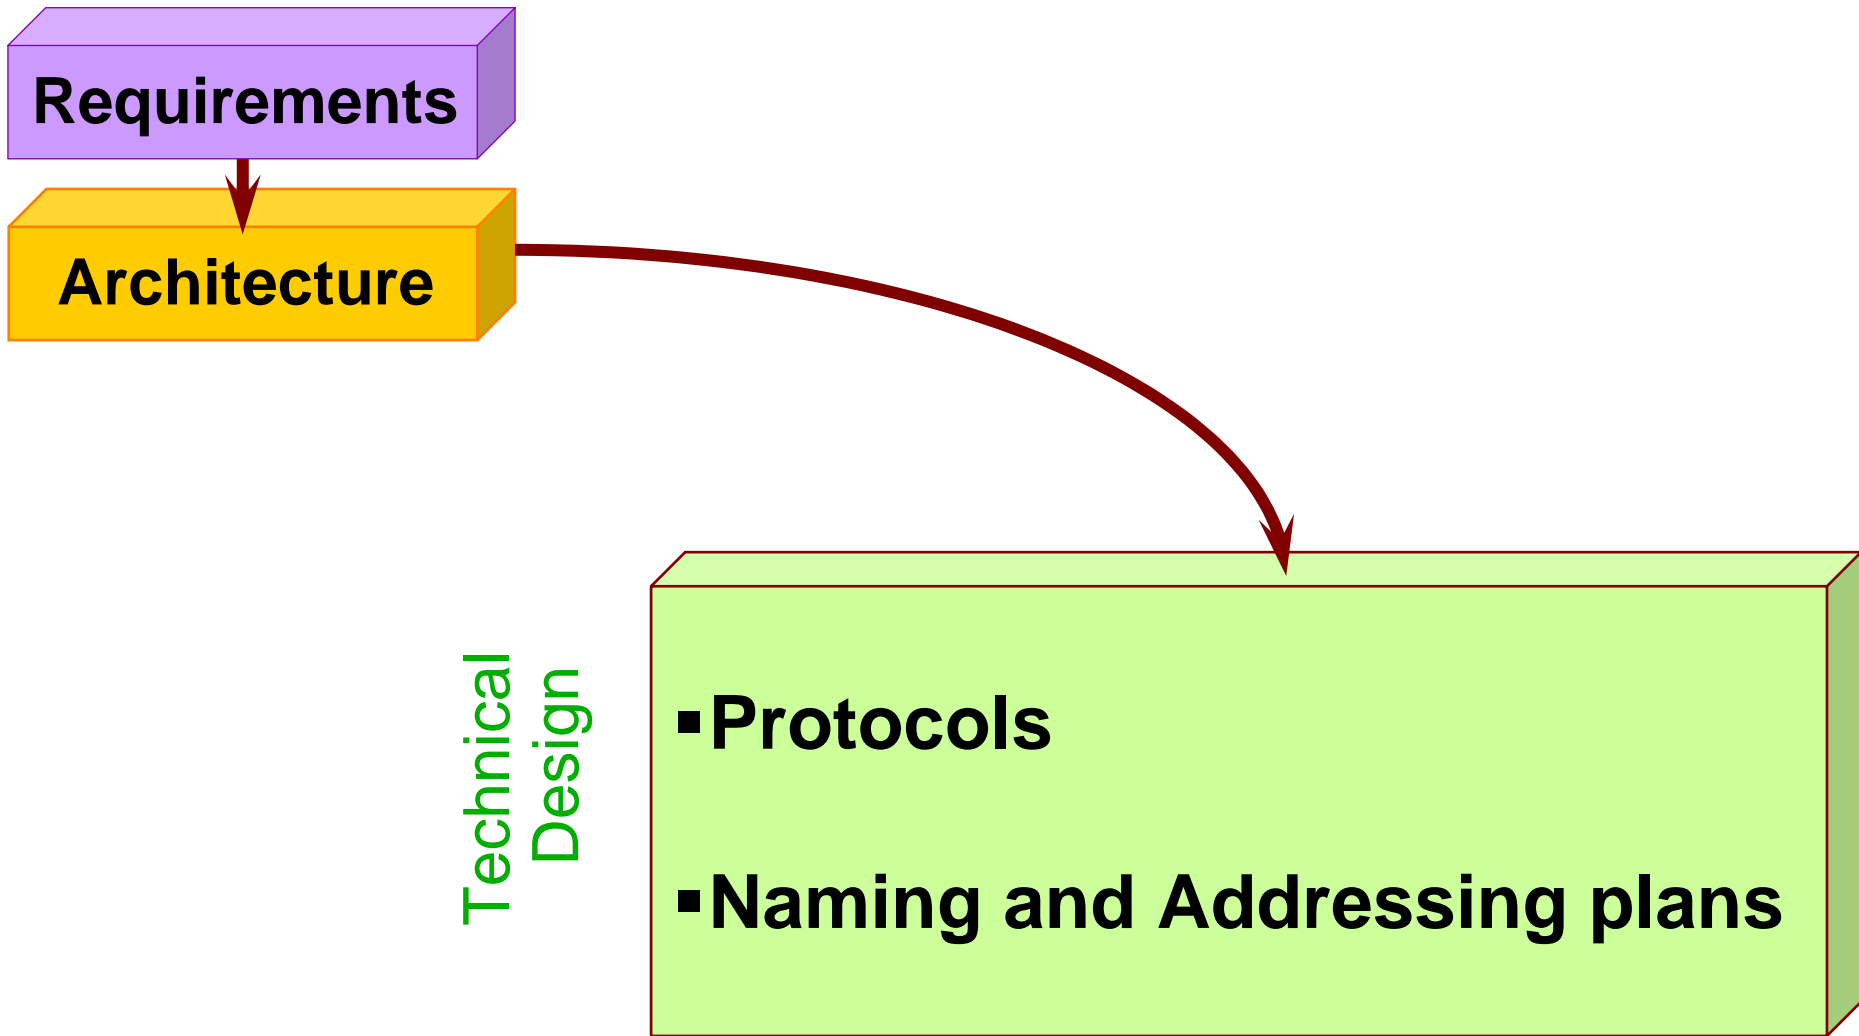 Requirements
Architecture
Technical
Design
▪Protocols
▪Naming and Addressing plans